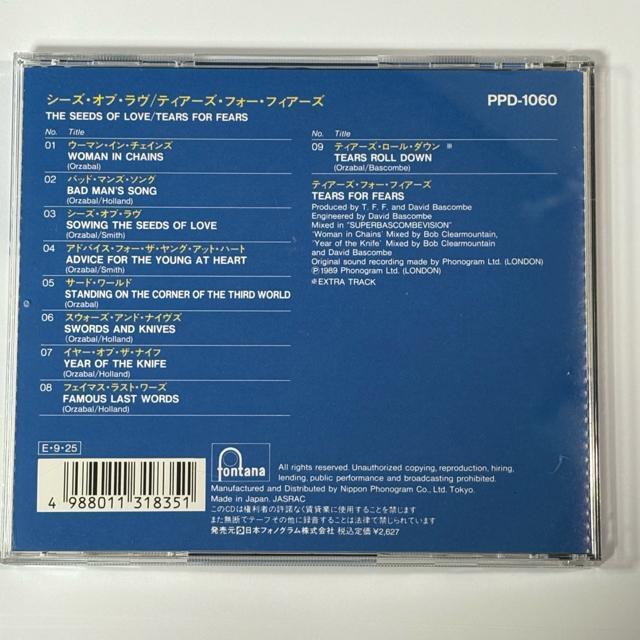 シーズ・オブ・ラヴ/ティアーズ・フォー・フィアーズ
THE SEEDS OF LOVE/TEARS FOR FEARS
PPD-1060
No. Title
01 ウーマン・イン・チェインズ
WOMAN IN CHAINS
(Orzabal)
02 バッド・マンズ・ソング
BAD MAN'S SONG
(Orzabal/Holland)
03 シーズ・オブ・ラヴ
SOWING THE SEEDS OF LOVE
(Orzabal/Smith)
04 アドバイス・フォー・ザ・ヤング・アット・ハート
ADVICE FOR THE YOUNG AT HEART
(Orzabal/Smith)
05 サード・ワールド
STANDING ON THE CORNER OF THE THIRD WORLD
(Orzabal)
06 スウォーズ・アンド・ナイヴズ
SWORDS AND KNIVES
(Orzabal/Holland)
07 イヤー・オブ・ザ・ナイフ
YEAR OF THE KNIFE
(Orzabal/Holland)
08 フェイマス・ラスト・ワーズ
FAMOUS LAST WORDS
(Orzabal/Holland)
No. Title
09 ティアーズ・ロール・ダウン ※
TEARS ROLL DOWN
(Orzabal/Bascombe)
ティアーズ・フォー・フィアーズ
TEARS FOR FEARS
Produced by T. F. F. and David Bascombe
Engineered by David Bascombe
Mixed in "SUPERBASCOMBEVISION"
'Woman in Chains' Mixed by Bob Clearmountain,
'Year of the Knife' Mixed by Bob Clearmountain
and David Bascombe
Original sound recording made by Phonogram Ltd. (LONDON)
Ⓟ1989 Phonogram Ltd. (LONDON)
※EXTRA TRACK
E・9・25
4 988011 318351
fontana
All rights reserved. Unauthorized copying, reproduction, hiring,
lending, public performance and broadcasting prohibited.
Manufactured and Distributed by Nippon Phonogram Co., Ltd. Tokyo.
Made in Japan. JASRAC
このCDは権利者の許諾なく賃貸業に使用することを禁じます
また無断でテープその他に録音することは法律で禁じられています
発売元日本フォノグラム株式会社 税込定価¥2,627